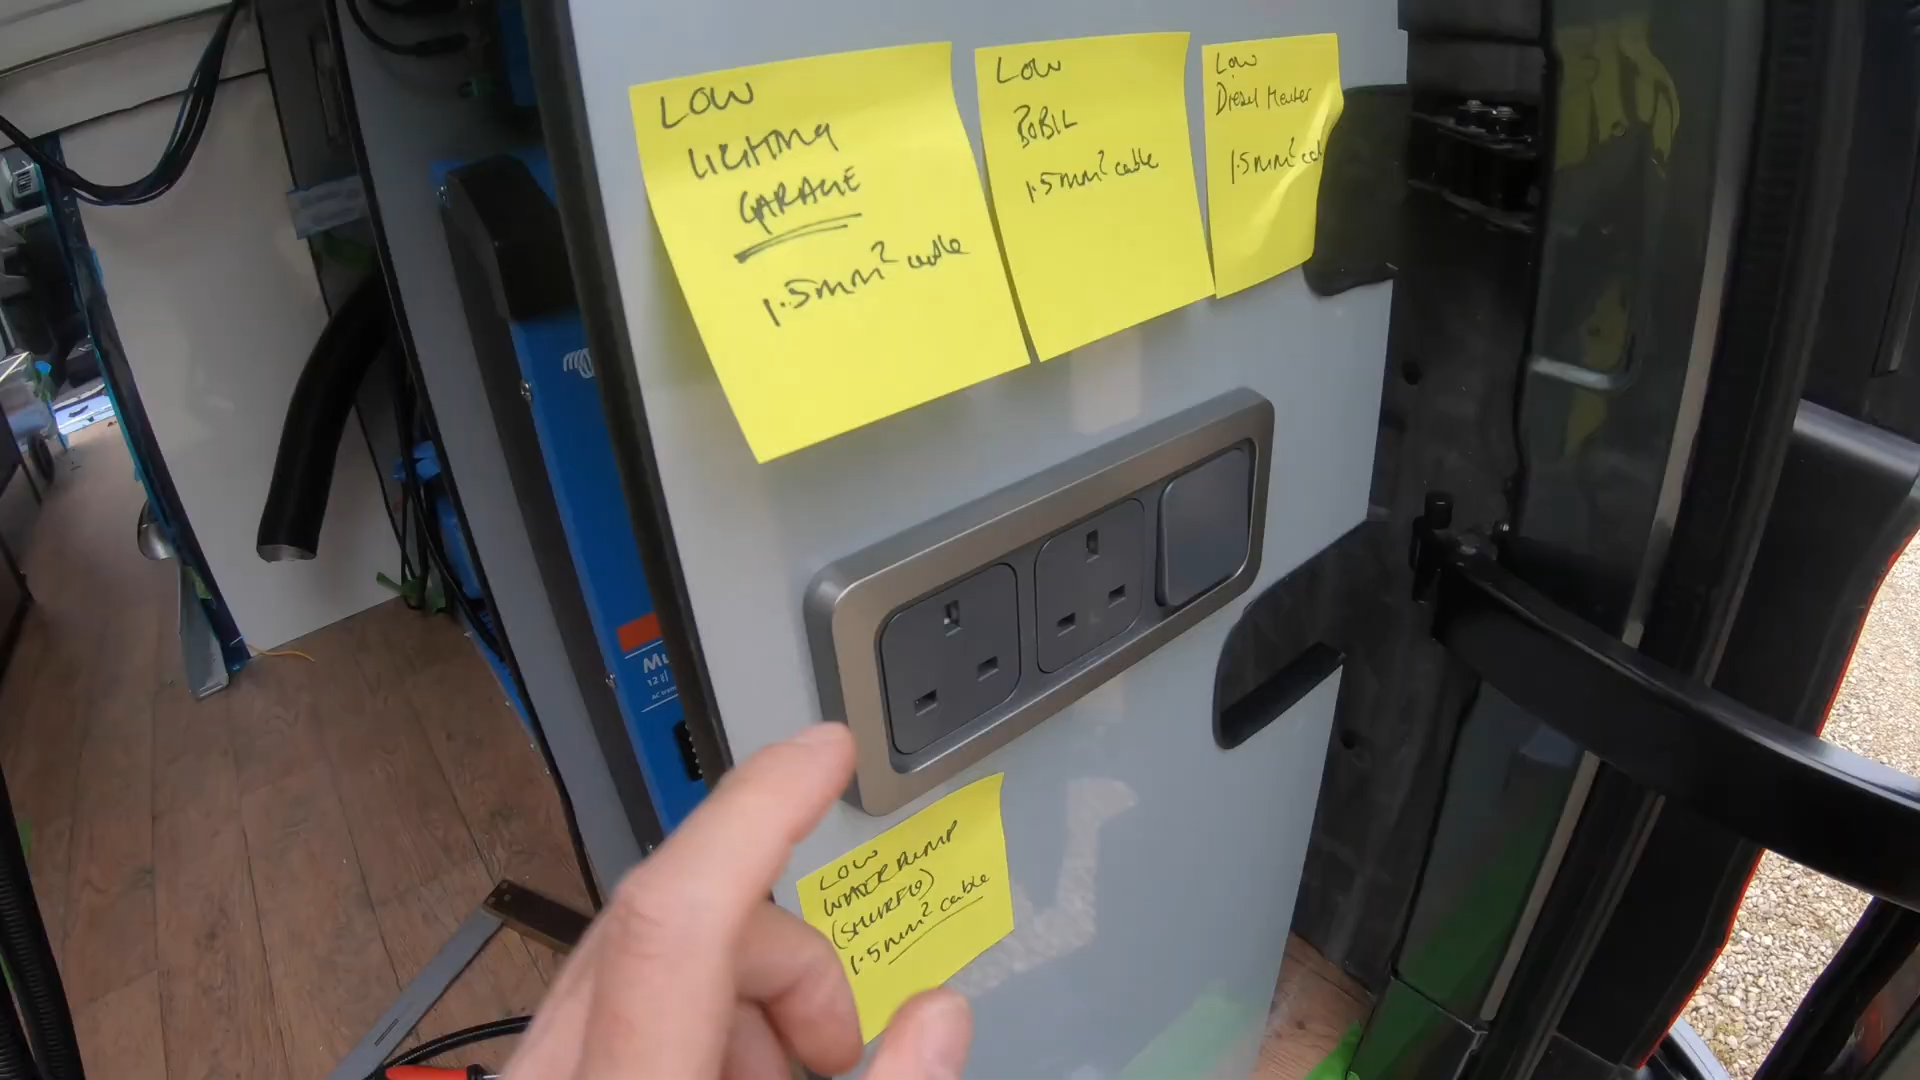 LOW
LIGHTING
GARAGE
1.5mm² cable
LOW
BOBIL
1.5mm² cable
LOW
Diesel Heater
1.5mm²
LOW
WATER PUMP
(SHURFLO)
1.5mm² cable
12